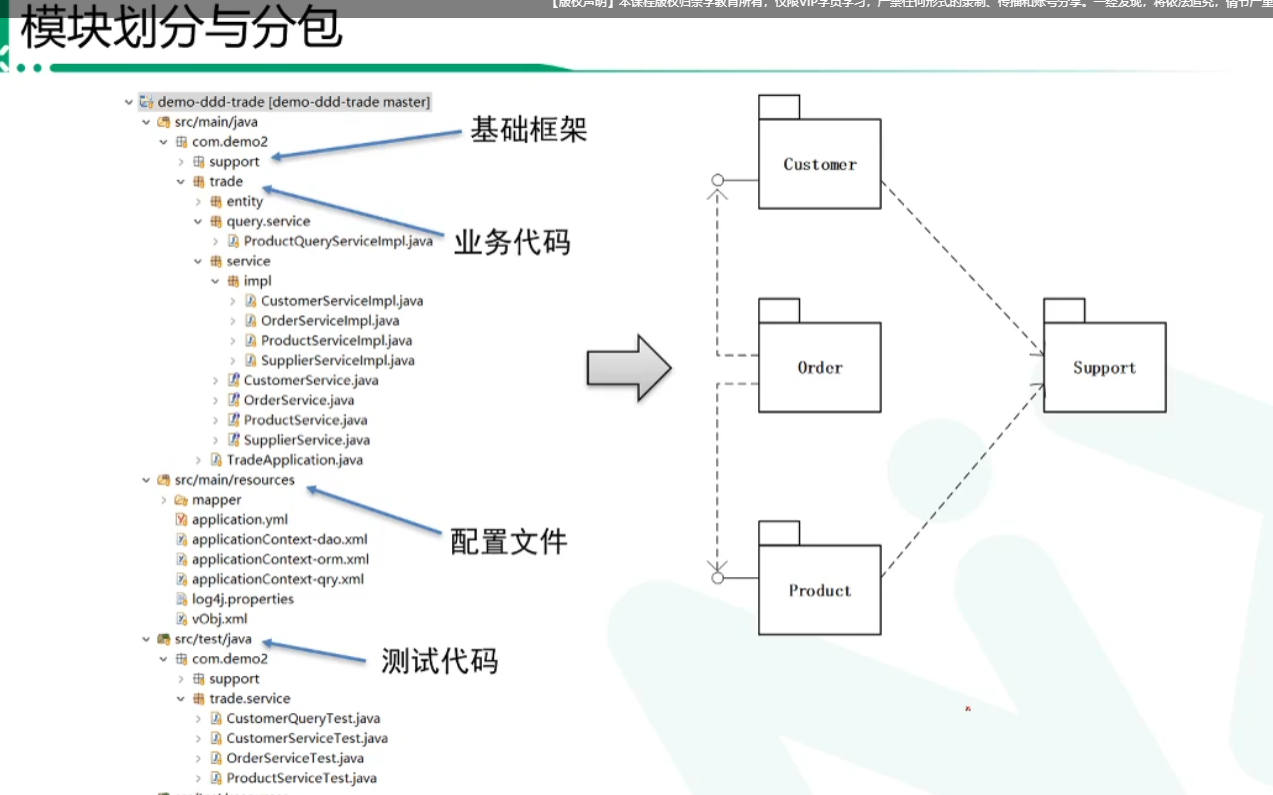 【版权声明】本课程版权归奈学教育所有，仅限VIP学员学习，严禁任何形式的录制、传播和账号分享。一经发现，将依法追究，情节严重
模块划分与分包
demo-ddd-trade [demo-ddd-trade master]
src/main/java
com.demo2
support
基础框架
trade
entity
query.service
ProductQueryServiceImpl.java
业务代码
service
impl
CustomerServiceImpl.java
OrderServiceImpl.java
ProductServiceImpl.java
SupplierServiceImpl.java
CustomerService.java
OrderService.java
ProductService.java
SupplierService.java
TradeApplication.java
src/main/resources
mapper
application.yml
applicationContext-dao.xml
配置文件
applicationContext-orm.xml
applicationContext-qry.xml
log4j.properties
vObj.xml
src/test/java
com.demo2
测试代码
support
trade.service
CustomerQueryTest.java
CustomerServiceTest.java
OrderServiceTest.java
ProductServiceTest.java
Customer
Order
Support
Product